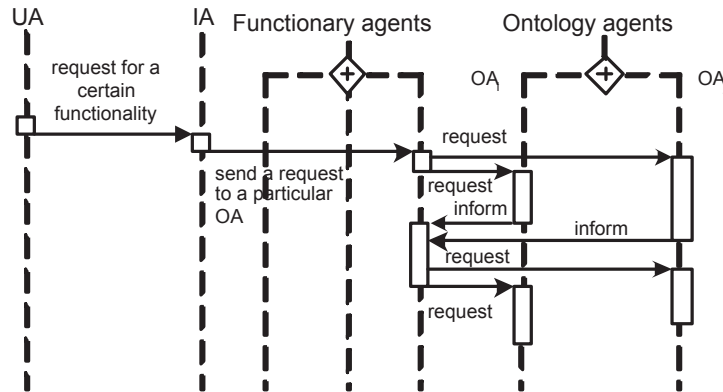 UA
IA
Functionary agents
Ontology agents
OAi
OA
request for a
certain
functionality
send a request
to a particular
OA
request
request
inform
inform
request
request